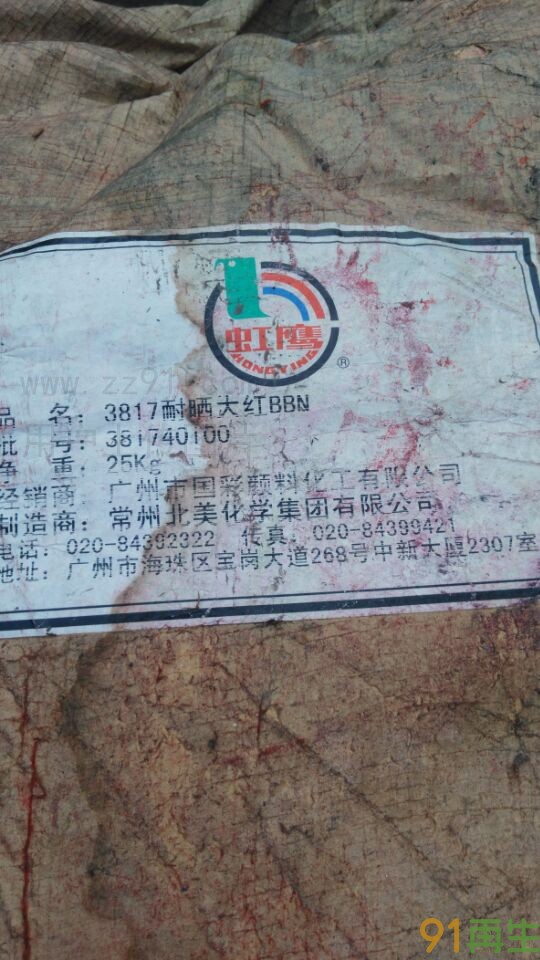 虹鹰
HONGYING
®
品 名：3817耐晒大红BBN
批 号：381740100
净 重：25Kg
经销商：广州市国彩颜料化工有限公司
制造商：常州北美化学集团有限公司
电话：020-84392322 传真：020-84399421
地址：广州市海珠区宝岗大道268号中新大厦2307室
91再生